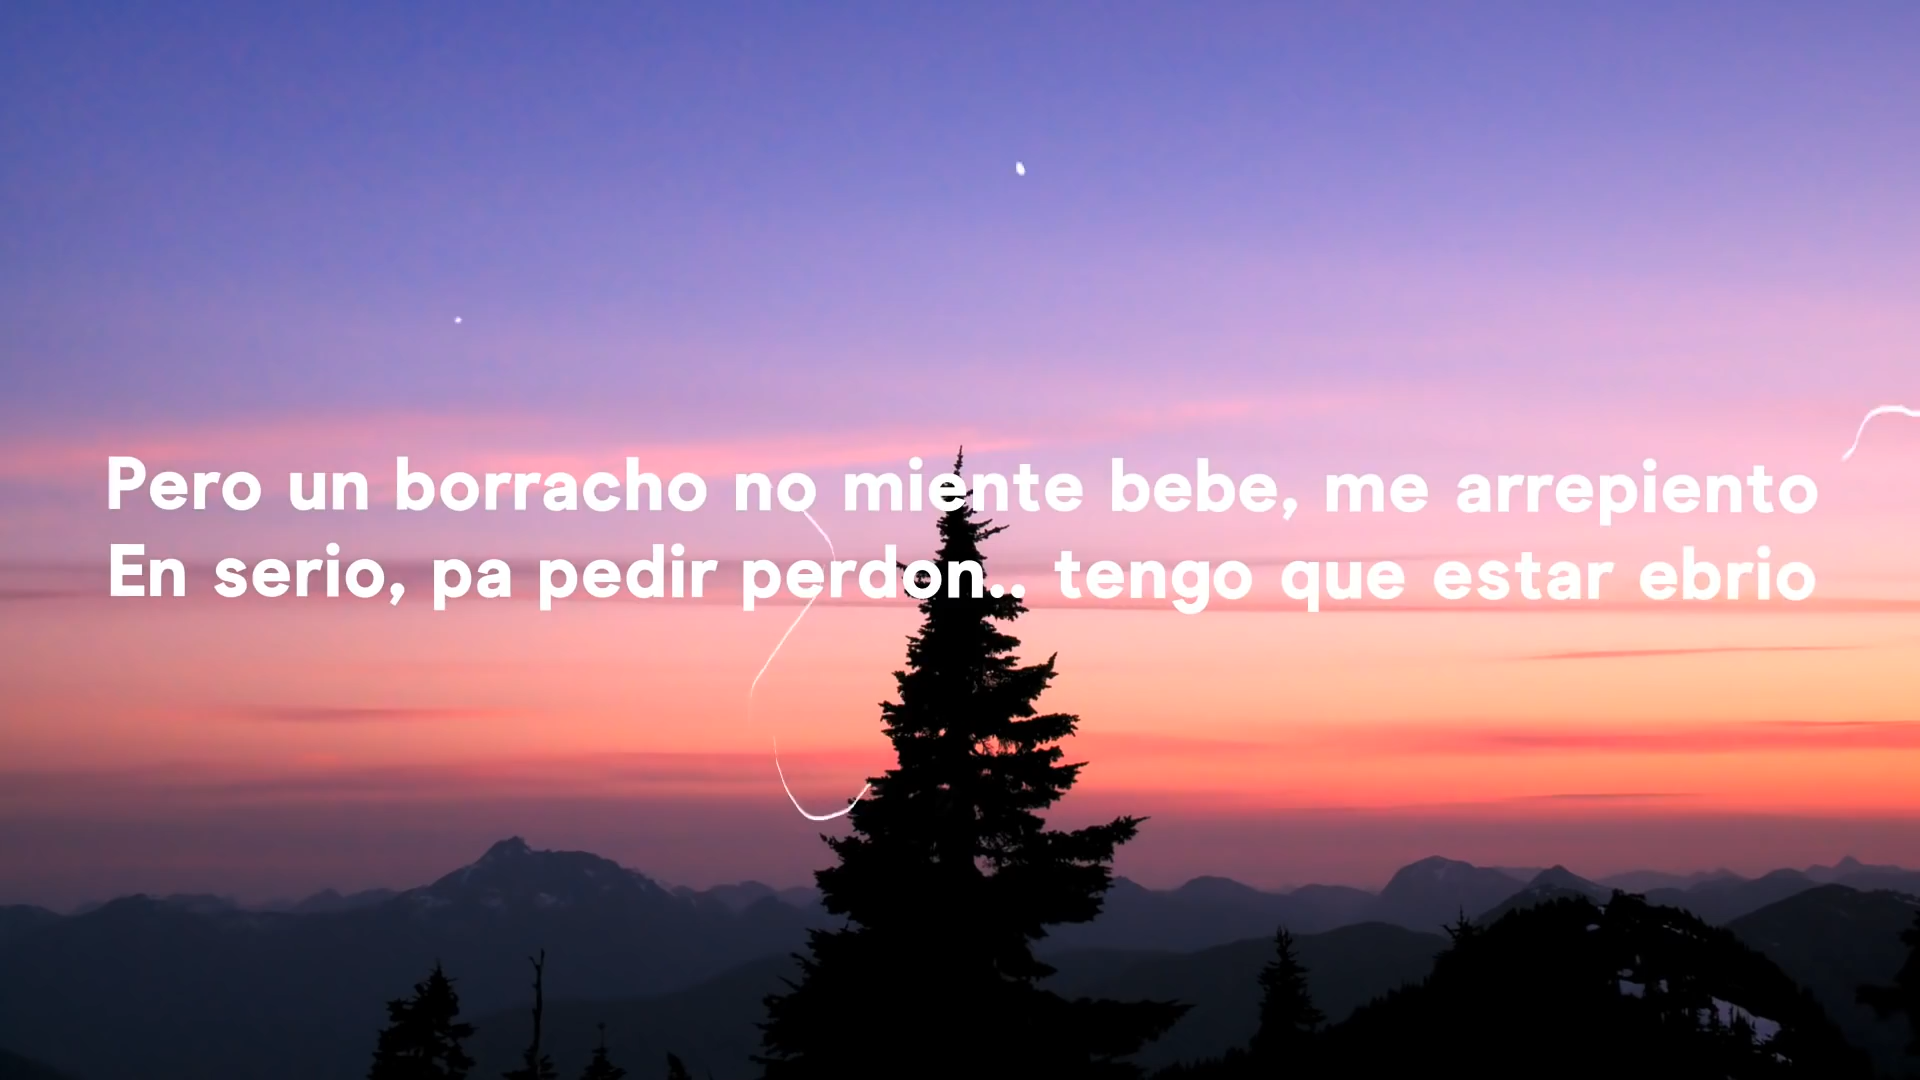 Pero un borracho no miente bebe, me arrepiento
En serio, pa pedir perdon.. tengo que estar ebrio